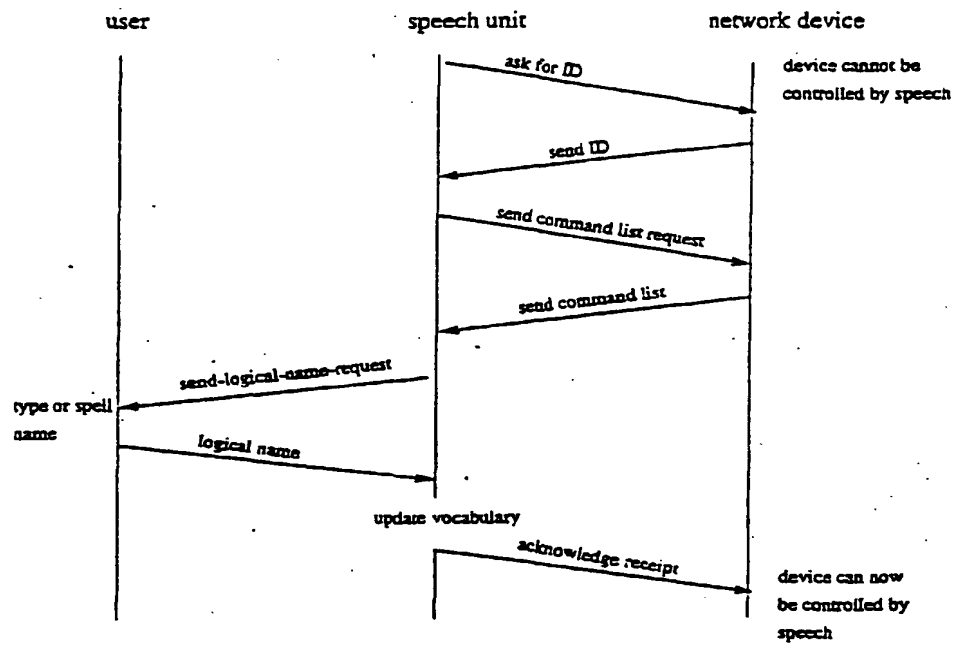 user
speech unit
network device
ask for ID
device cannot be
controlled by speech
send ID
send command list request
send command list
send-logical-name-request
type or spell
name
logical name
update vocabulary
acknowledge receipt
device can now
be controlled by
speech